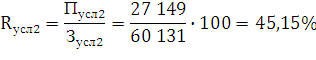 Rусл2 = Пусл2 / Зусл2 = 27 149 / 60 131 · 100 = 45,15%